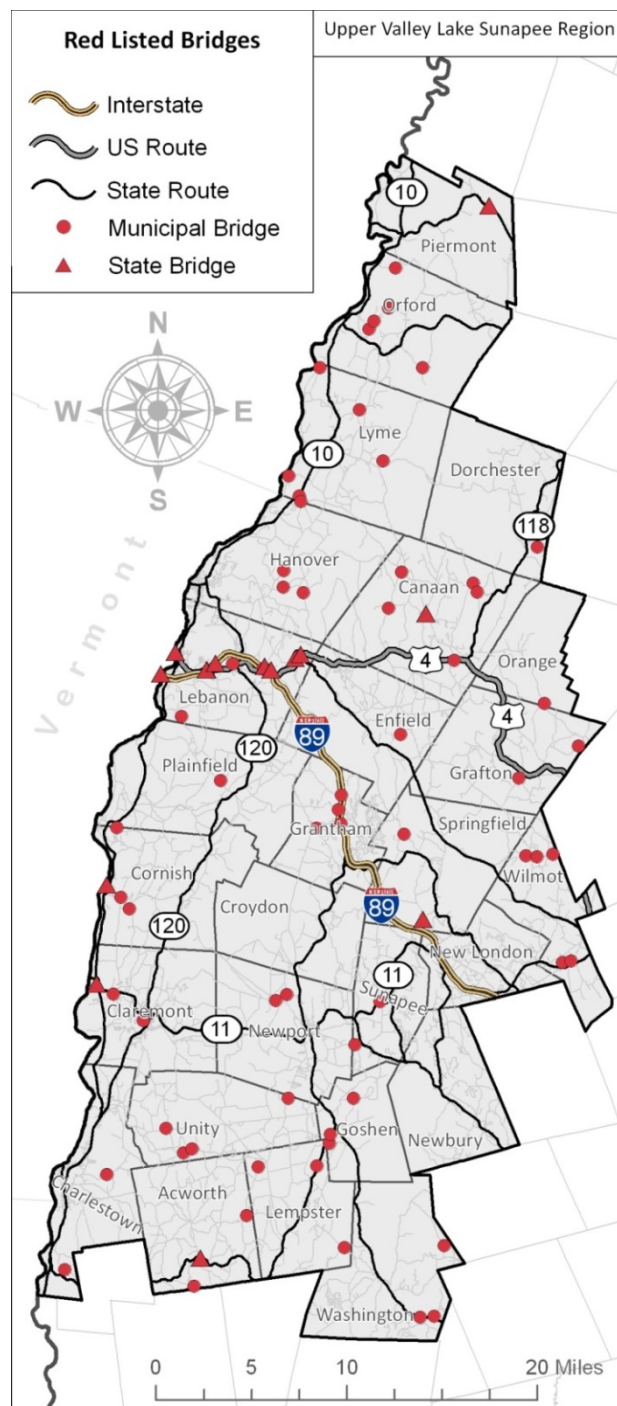 Red Listed Bridges
Upper Valley Lake Sunapee Region
Interstate
US Route
State Route
Municipal Bridge
State Bridge
N
W E
S
10
Piermont
Orford
Lyme
10
Dorchester
118
Hanover
Canaan
4
Orange
Vermont
Lebanon
Enfield
4
89
120
Plainfield
Grafton
Grantham
Springfield
Cornish
Wilmot
Croydon
89
120
New London
11
Sunapee
Claremont
11
Newport
Unity
Goshen
Newbury
Charlestown
Acworth
Lempster
Washington
0 5 10 20 Miles